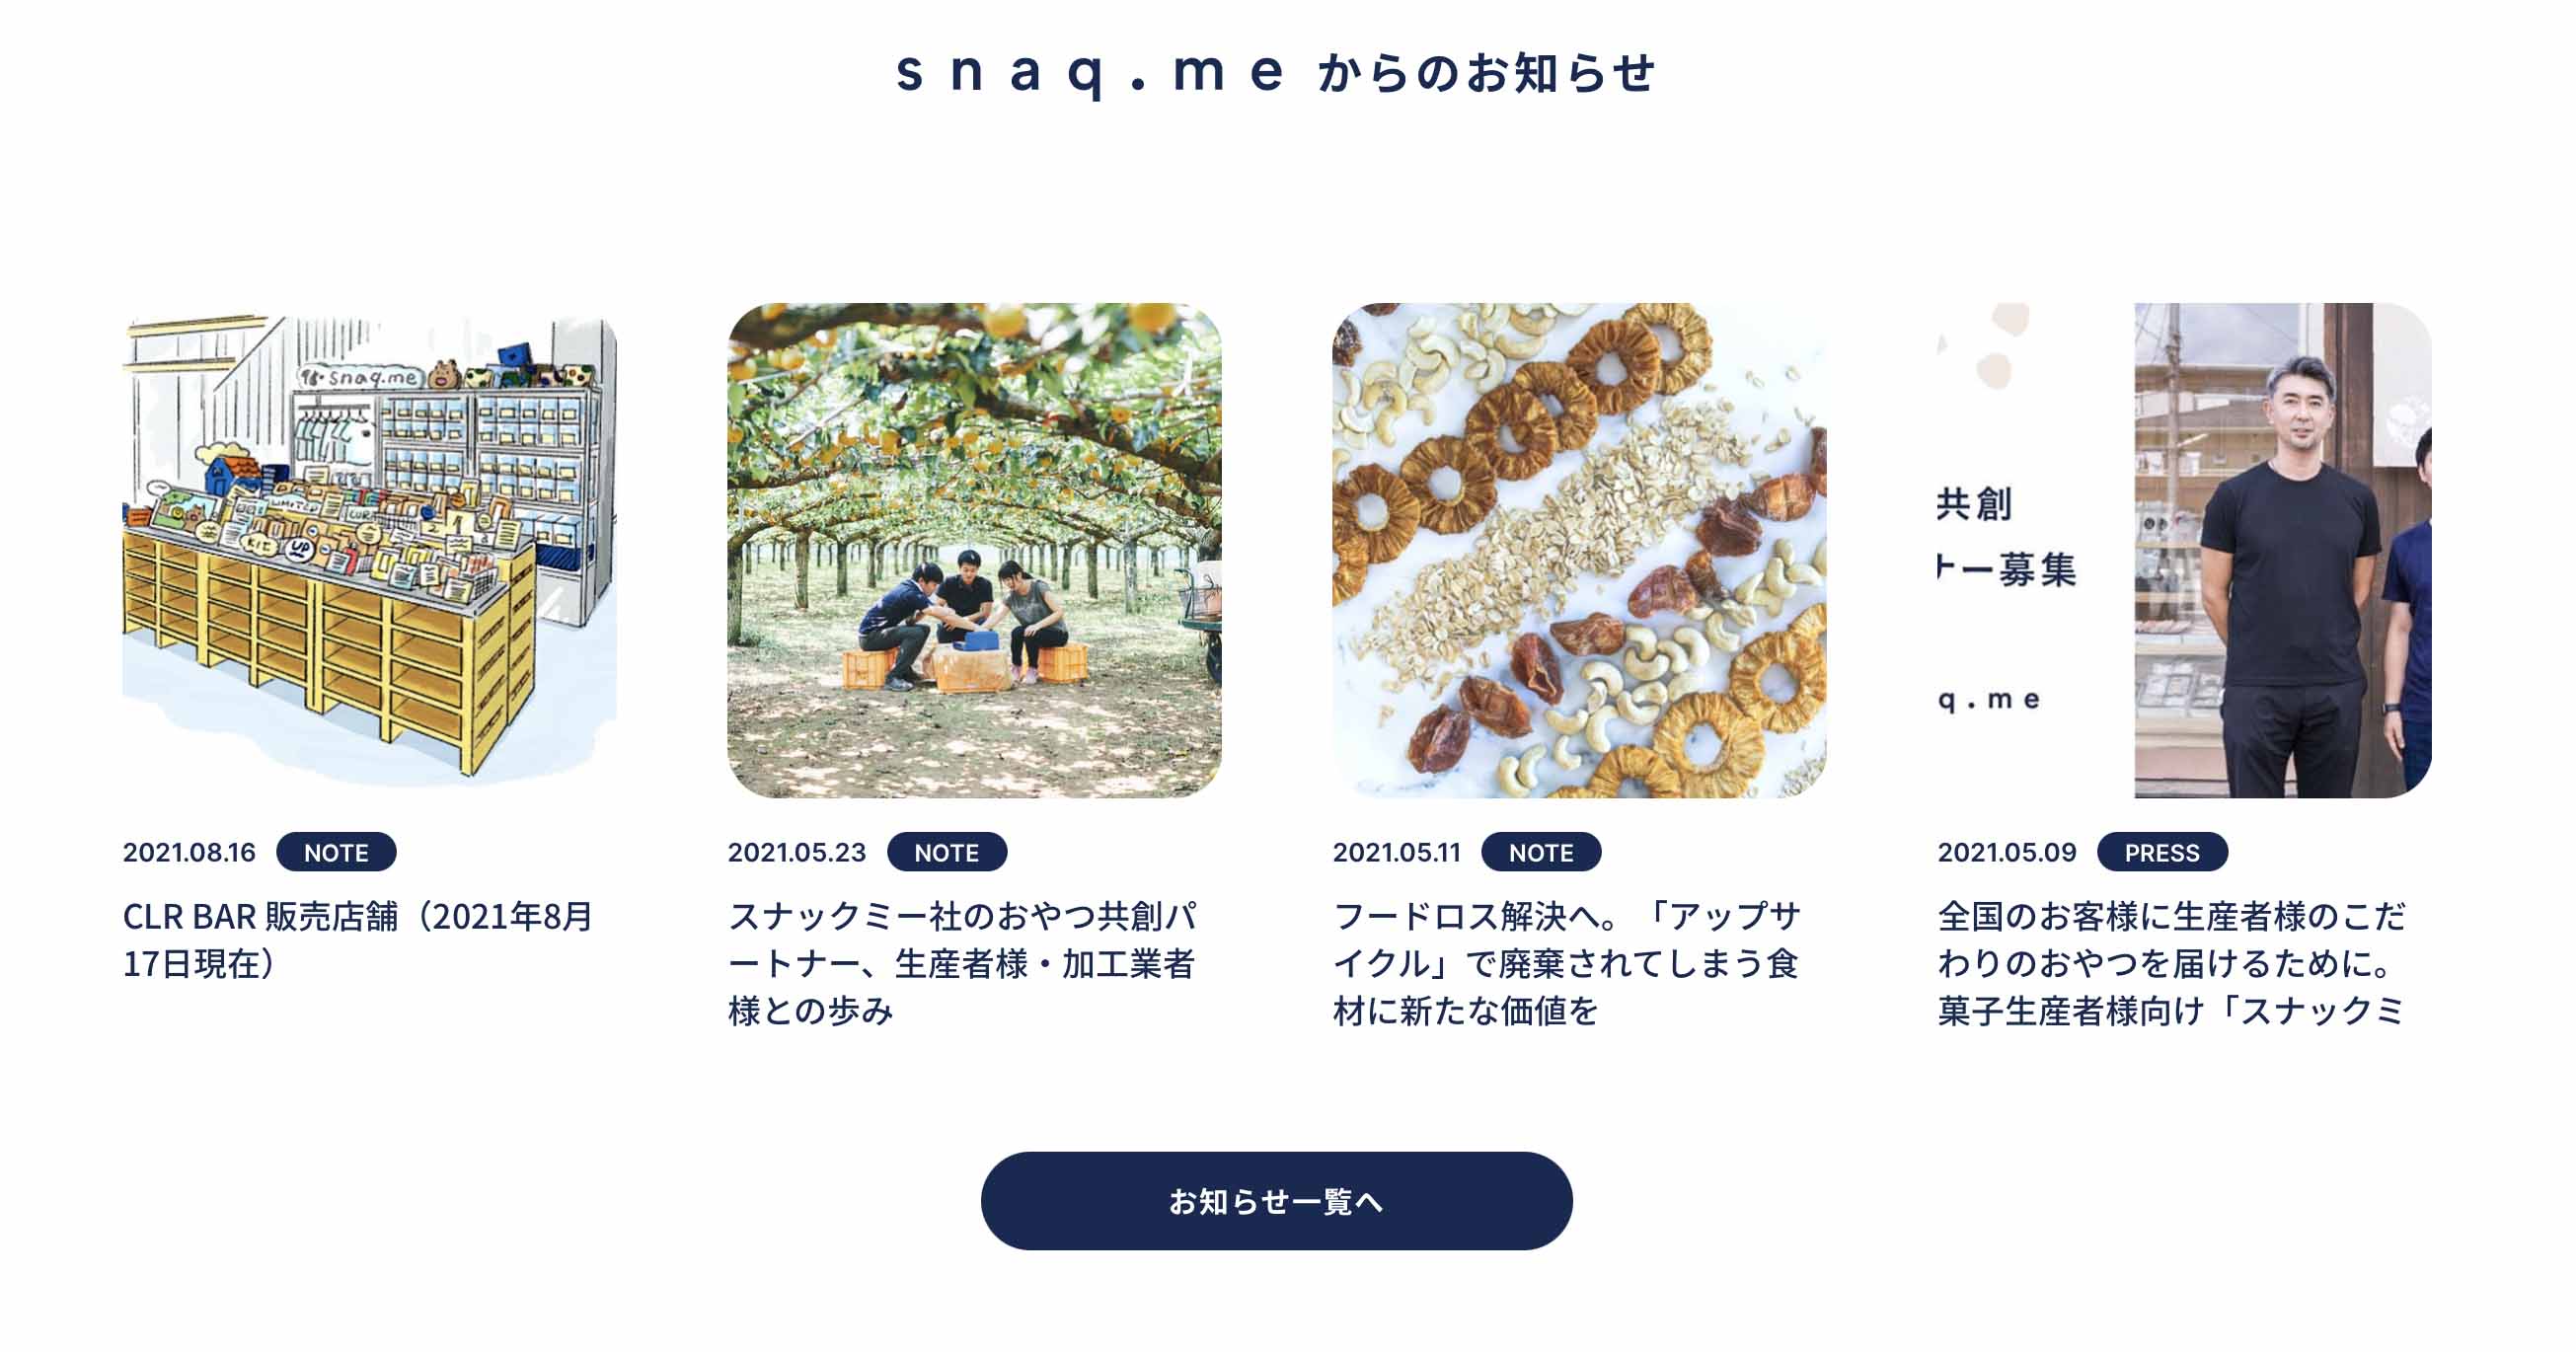 snaq.me からのお知らせ
snaq.me
KIT
UP
共創
ナー募集
q.me
2021.08.16 NOTE
CLR BAR 販売店舗（2021年8月
17日現在）
2021.05.23 NOTE
スナックミー社のおやつ共創パ
ートナー、生産者様・加工業者
様との歩み
2021.05.11 NOTE
フードロス解決へ。「アップサ
イクル」で廃棄されてしまう食
材に新たな価値を
2021.05.09 PRESS
全国のお客様に生産者様のこだ
わりのおやつを届けるために。
菓子生産者様向け「スナックミ
お知らせ一覧へ